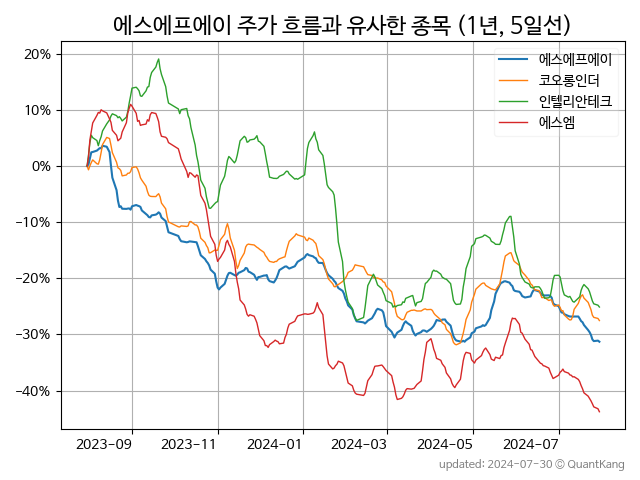 에스에프에이 주가 흐름과 유사한 종목 (1년, 5일선)
20%
10%
0%
−10%
−20%
−30%
−40%
에스에프에이
코오롱인더
인텔리안테크
에스엠
2023-09
2023-11
2024-01
2024-03
2024-05
2024-07
updated: 2024-07-30 © QuantKang